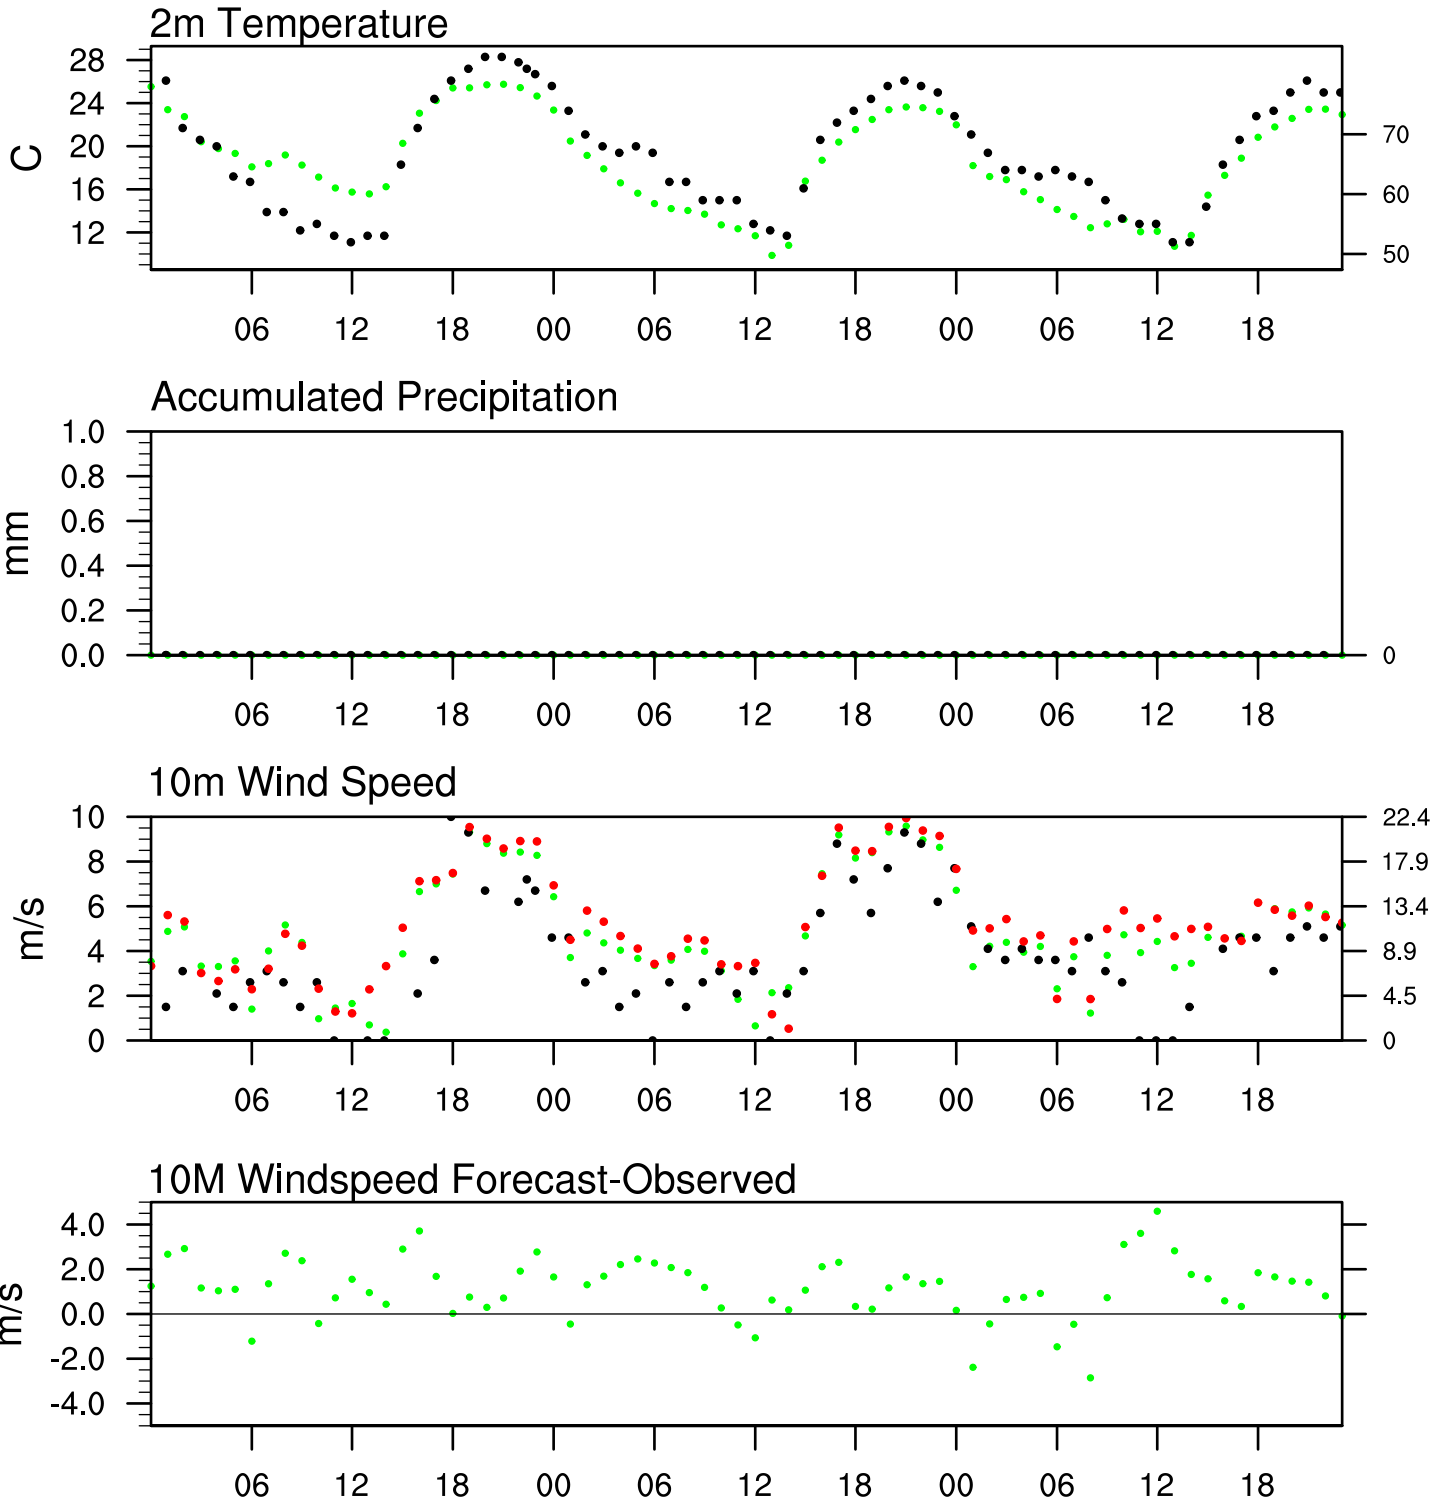 2m Temperature
28
24
20
16
12
C
70
60
50
06 12 18 00 06 12 18 00 06 12 18
Accumulated Precipitation
1.0
0.8
0.6
0.4
0.2
0.0
mm
0
06 12 18 00 06 12 18 00 06 12 18
10m Wind Speed
10
8
6
4
2
0
m/s
22.4
17.9
13.4
8.9
4.5
0
06 12 18 00 06 12 18 00 06 12 18
10M Windspeed Forecast-Observed
4.0
2.0
0.0
-2.0
-4.0
m/s
06 12 18 00 06 12 18 00 06 12 18